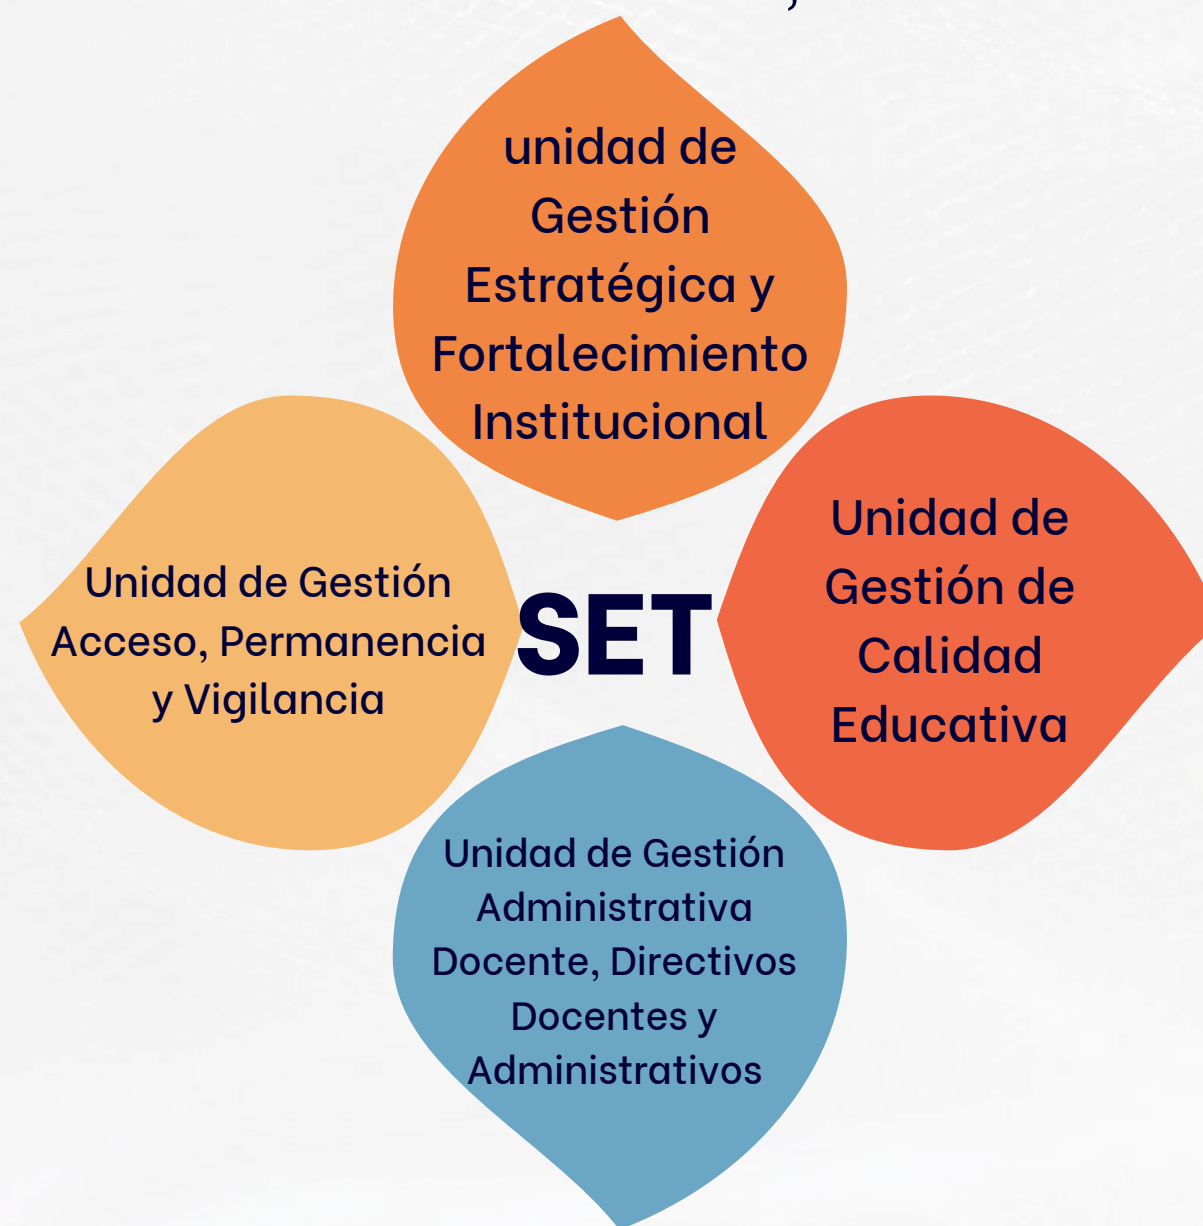 unidad de
Gestión
Estratégica y
Fortalecimiento
Institucional
Unidad de Gestión
Acceso, Permanencia
y Vigilancia
SET
Unidad de
Gestión de
Calidad
Educativa
Unidad de Gestión
Administrativa
Docente, Directivos
Docentes y
Administrativos